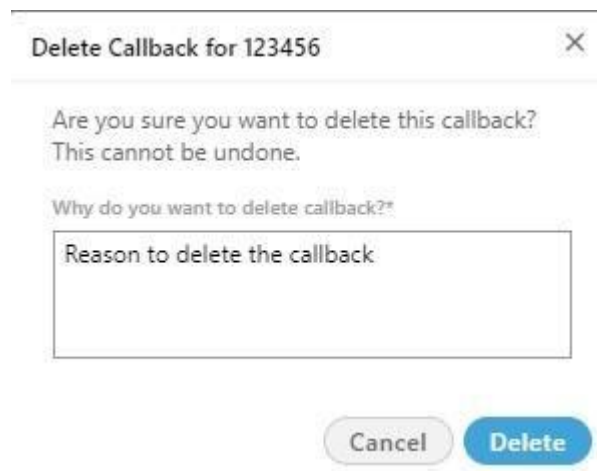 Delete Callback for 123456
Are you sure you want to delete this callback?
This cannot be undone.
Why do you want to delete callback?*
Reason to delete the callback
Cancel Delete